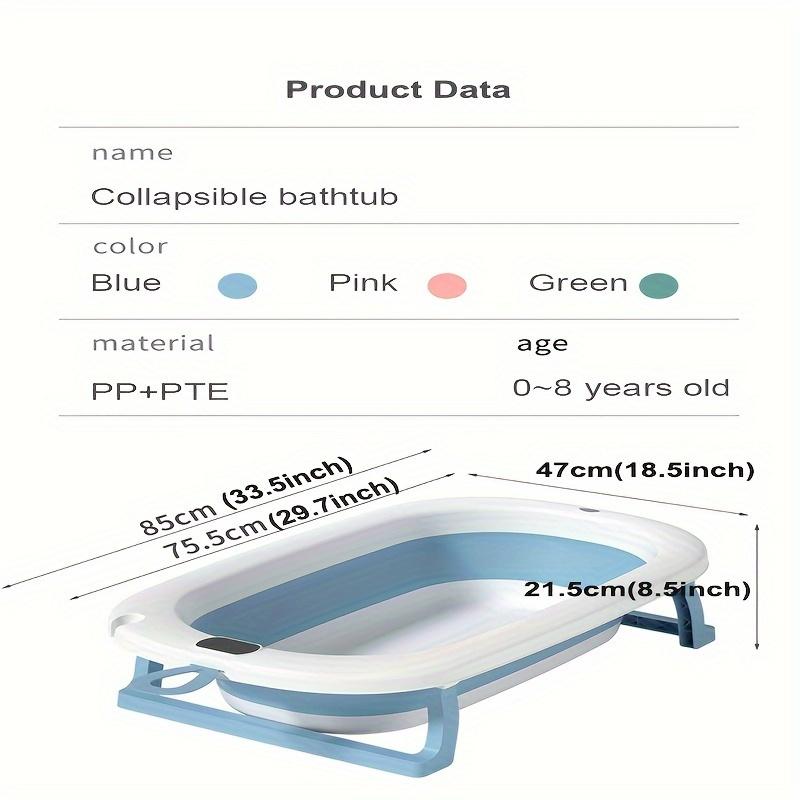 Product Data
name
Collapsible bathtub
color
Blue Pink Green
material age
PP+PTE 0~8 years old
85cm (33.5inch)
75.5cm (29.7inch)
47cm(18.5inch)
21.5cm(8.5inch)